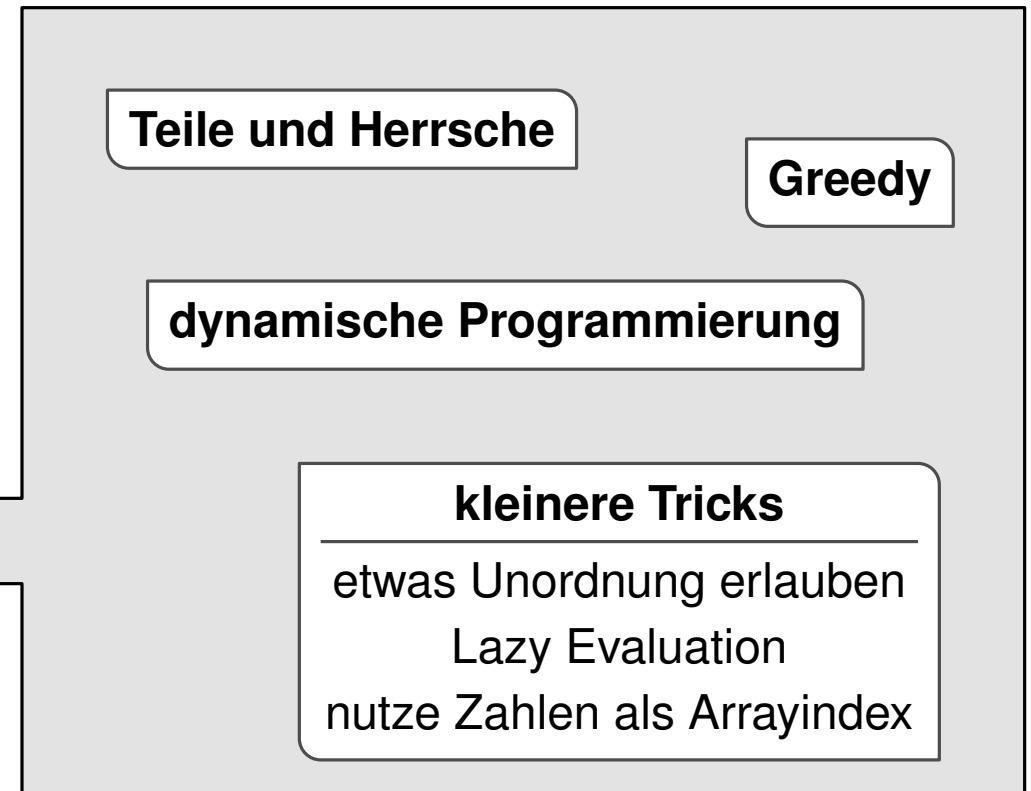 Teile und Herrsche
Greedy
dynamische Programmierung
kleinere Tricks
etwas Unordnung erlauben
Lazy Evaluation
nutze Zahlen als Arrayindex